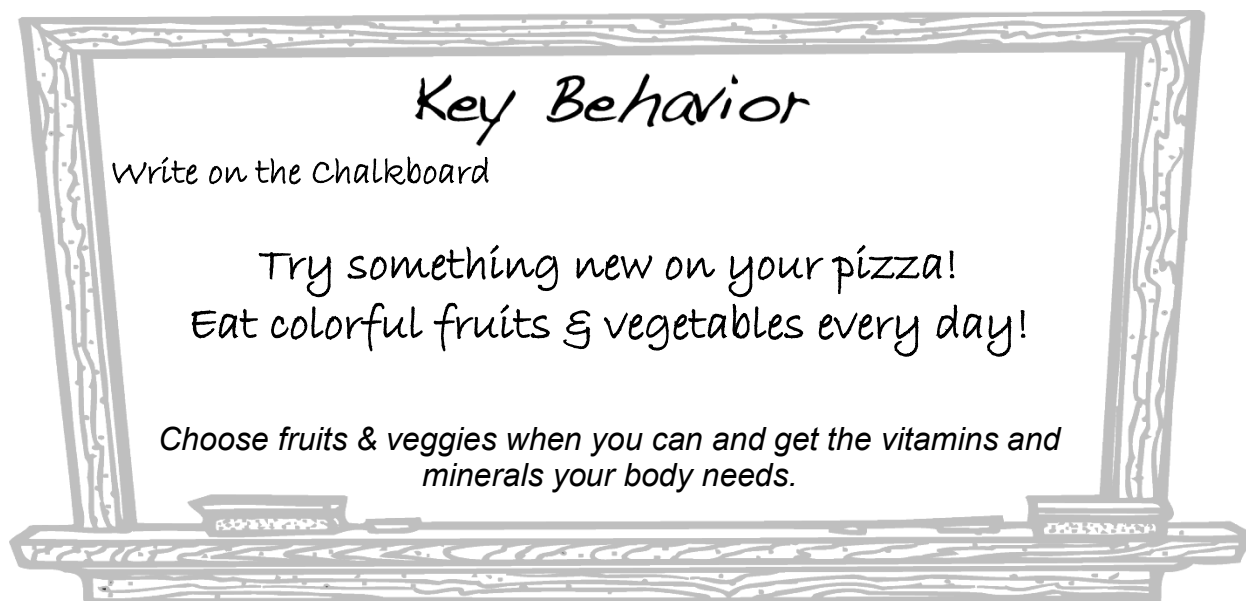 Key Behavior
Write on the Chalkboard
Try something new on your pizza!
Eat colorful fruits & vegetables every day!
Choose fruits & veggies when you can and get the vitamins and
minerals your body needs.